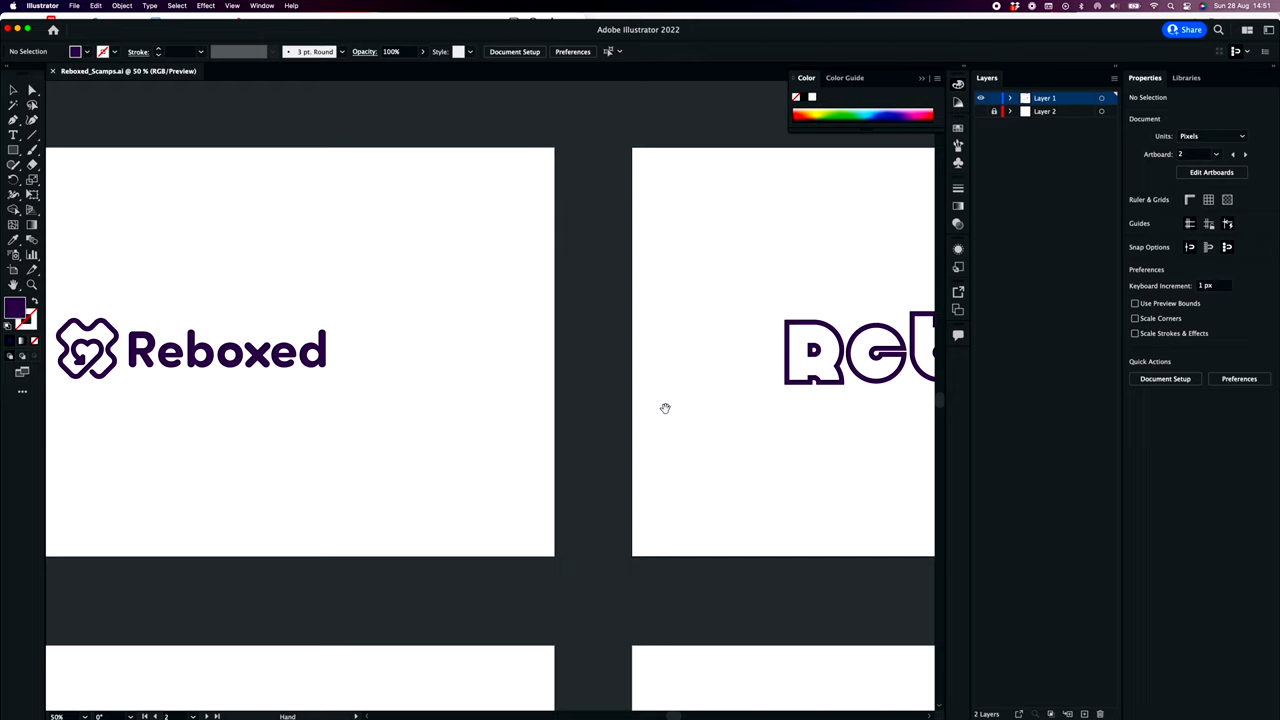 Illustrator File Edit Object Type Select Effect View Window Help Sun 28 Aug 14:51
Adobe Illustrator 2022 Share
No Selection Stroke: 3 pt. Round Opacity: 100% Style: Document Setup Preferences
Reboxed_Scamps.ai @ 50 % (RGB/Preview)
Color Color Guide
Layers
Properties Libraries
Layer 1
Layer 2
No Selection
Document
Units: Pixels
Artboard: 2
Edit Artboards
Ruler & Grids
Guides
Snap Options
Preferences
Keyboard Increment: 1 px
Use Preview Bounds
Scale Corners
Scale Strokes & Effects
Quick Actions
Document Setup Preferences
Reboxed
Reb
50% 0° 2 Hand
2 Layers